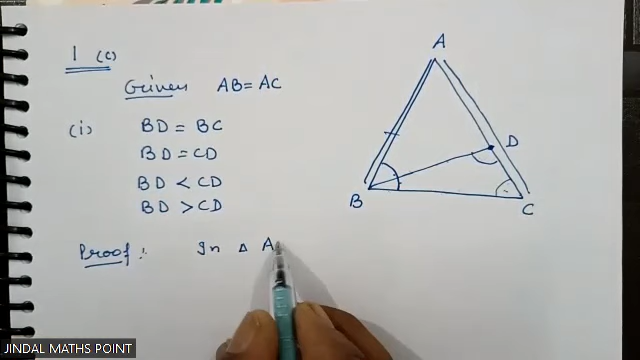 1 (c)
Given AB = AC
(i) BD = BC
BD = CD
BD < CD
BD > CD
Proof : In Δ A
A
D
B
C
JINDAL MATHS POINT